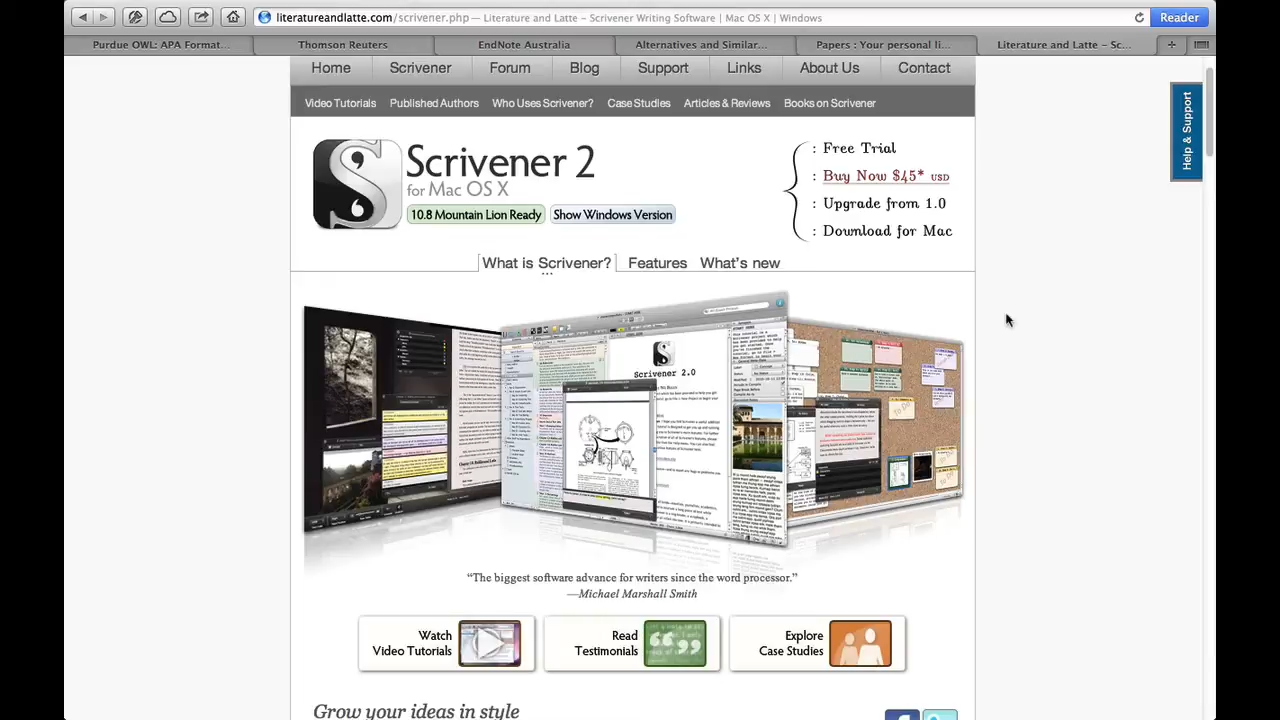 literatureandlatte.com/scrivener.php — Literature and Latte – Scrivener Writing Software | Mac OS X | Windows
Reader
Purdue OWL: APA Format...
Thomson Reuters
EndNote Australia
Alternatives and Similar...
Papers : Your personal li...
Literature and Latte – Sc...
Home
Scrivener
Forum
Blog
Support
Links
About Us
Contact
Video Tutorials
Published Authors
Who Uses Scrivener?
Case Studies
Articles & Reviews
Books on Scrivener
Help & Support
Scrivener 2
for Mac OS X
10.8 Mountain Lion Ready
Show Windows Version
: Free Trial
: Buy Now $45* USD
: Upgrade from 1.0
: Download for Mac
What is Scrivener?
Features
What's new
Scrivener 2.0
“The biggest software advance for writers since the word processor.”
—Michael Marshall Smith
Watch
Video Tutorials
Read
Testimonials
Explore
Case Studies
Grow your ideas in style